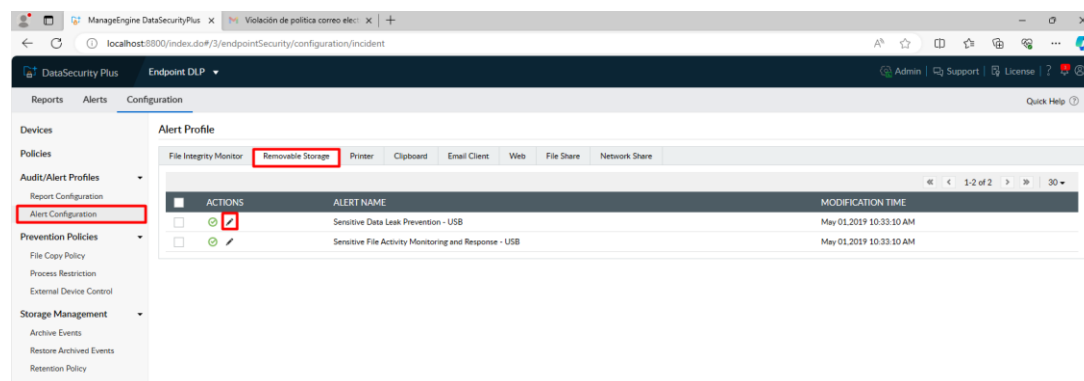 ManageEngine DataSecurityPlus
Violación de política correo elect
localhost:8800/index.do#/3/endpointSecurity/configuration/incident
DataSecurity Plus Endpoint DLP Admin Support License ?
Reports Alerts Configuration Quick Help ?
Devices
Policies
Audit/Alert Profiles
Report Configuration
Alert Configuration
Prevention Policies
File Copy Policy
Process Restriction
External Device Control
Storage Management
Archive Events
Restore Archived Events
Retention Policy
Alert Profile
File Integrity Monitor Removable Storage Printer Clipboard Email Client Web File Share Network Share
1-2 of 2 30
ACTIONS ALERT NAME MODIFICATION TIME
Sensitive Data Leak Prevention - USB May 01,2019 10:33:10 AM
Sensitive File Activity Monitoring and Response - USB May 01,2019 10:33:10 AM